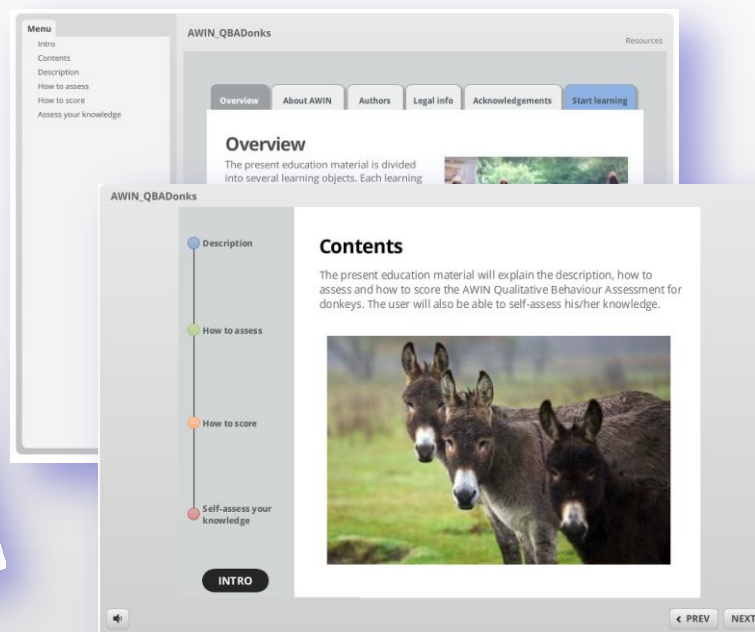 Menu
Intro
Contents
Description
How to assess
How to score
Assess your knowledge
AWIN_QBADonks
Resources
Overview
About AWIN
Authors
Legal info
Acknowledgements
Start learning
Overview
The present education material is divided
into several learning objects. Each learning
AWIN_QBADonks
Description
How to assess
How to score
Self-assess your
knowledge
INTRO
Contents
The present education material will explain the description, how to
assess and how to score the AWIN Qualitative Behaviour Assessment for
donkeys. The user will also be able to self-assess his/her knowledge.
PREV
NEXT